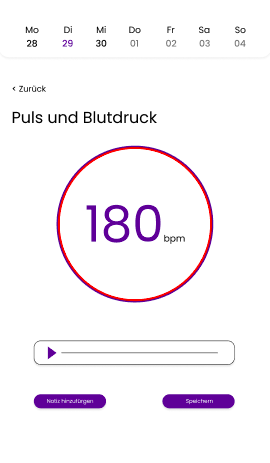 Mo Di Mi Do Fr Sa So
28 29 30 01 02 03 04
< Zurück
Puls und Blutdruck
180 bpm
Notiz hinzufürgen Speichern